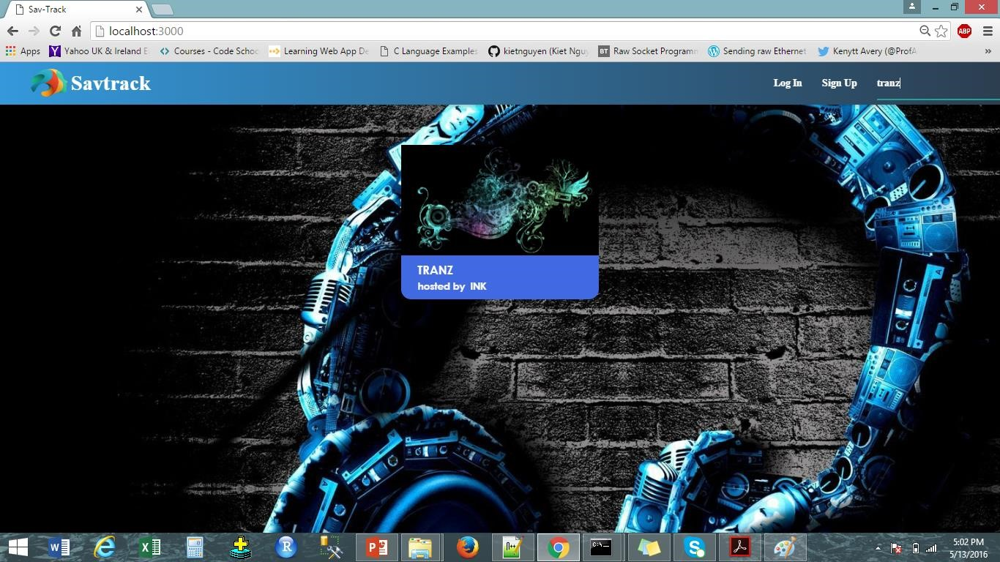 Sav-Track
localhost:3000
ABP
Apps Yahoo UK & Ireland E Courses - Code Schoo Learning Web App De C Language Examples kietnguyen (Kiet Ngu BT Raw Socket Programm Sending raw Ethernet Kenytt Avery (@ProfA »
Savtrack Log In Sign Up tranz
TRANZ
hosted by INK
5:02 PM
5/13/2016